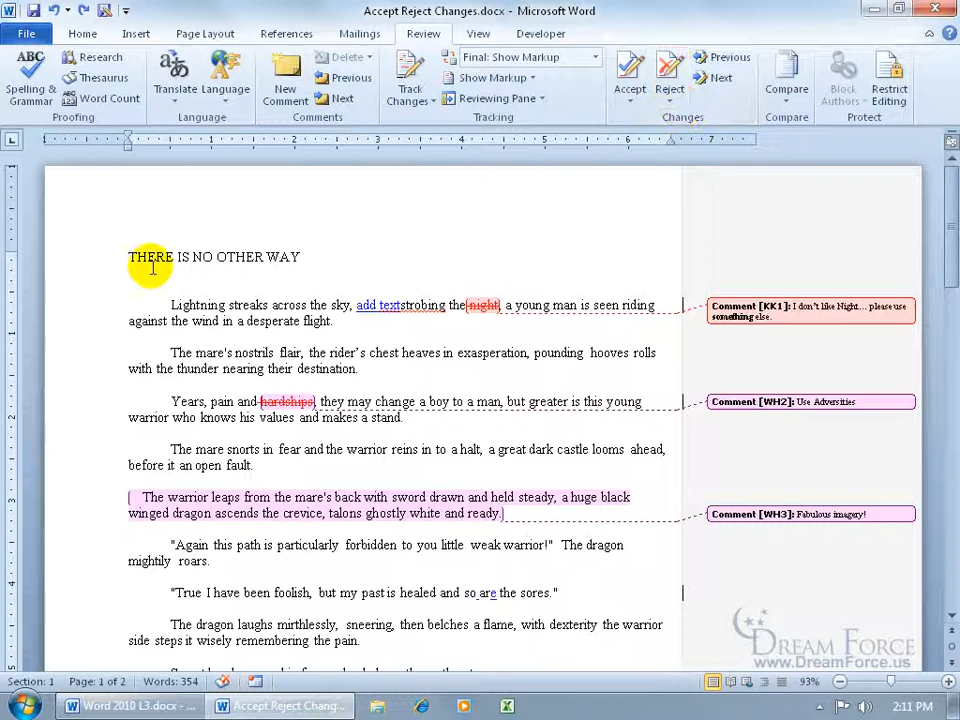 Accept Reject Changes.docx - Microsoft Word
File Home Insert Page Layout References Mailings Review View Developer
ABC Spelling & Grammar
Research
Thesaurus
ABC 123 Word Count
Proofing
Translate Language
Language
New Comment
Delete
Previous
Next
Comments
Track Changes
Final: Show Markup
Show Markup
Reviewing Pane
Tracking
Accept Reject
Previous
Next
Changes
Compare
Compare
Block Authors
Restrict Editing
Protect
1 1 2 3 4 5 6 7
THERE IS NO OTHER WAY
Lightning streaks across the sky, add textstrobing the night, a young man is seen riding
against the wind in a desperate flight.
Comment [KK1]: I don't like Night... please use
something else.
The mare's nostrils flair, the rider's chest heaves in exasperation, pounding hooves rolls
with the thunder nearing their destination.
Years, pain and hardships, they may change a boy to a man, but greater is this young
warrior who knows his values and makes a stand.
Comment [WH2]: Use Adversities
The mare snorts in fear and the warrior reins in to a halt, a great dark castle looms ahead,
before it an open fault.
The warrior leaps from the mare's back with sword drawn and held steady, a huge black
winged dragon ascends the crevice, talons ghostly white and ready.
Comment [WH3]: Fabulous imagery!
"Again this path is particularly forbidden to you little weak warrior!" The dragon
mightily roars.
"True I have been foolish, but my past is healed and so are the sores."
The dragon laughs mirthlessly, sneering, then belches a flame, with dexterity the warrior
side steps it wisely remembering the pain.
DREAM FORCE
www.DreamForce.us
Section: 1 Page: 1 of 2 Words: 354 93%
Word 2010 L3.docx - ... Accept Reject Chang... 2:11 PM